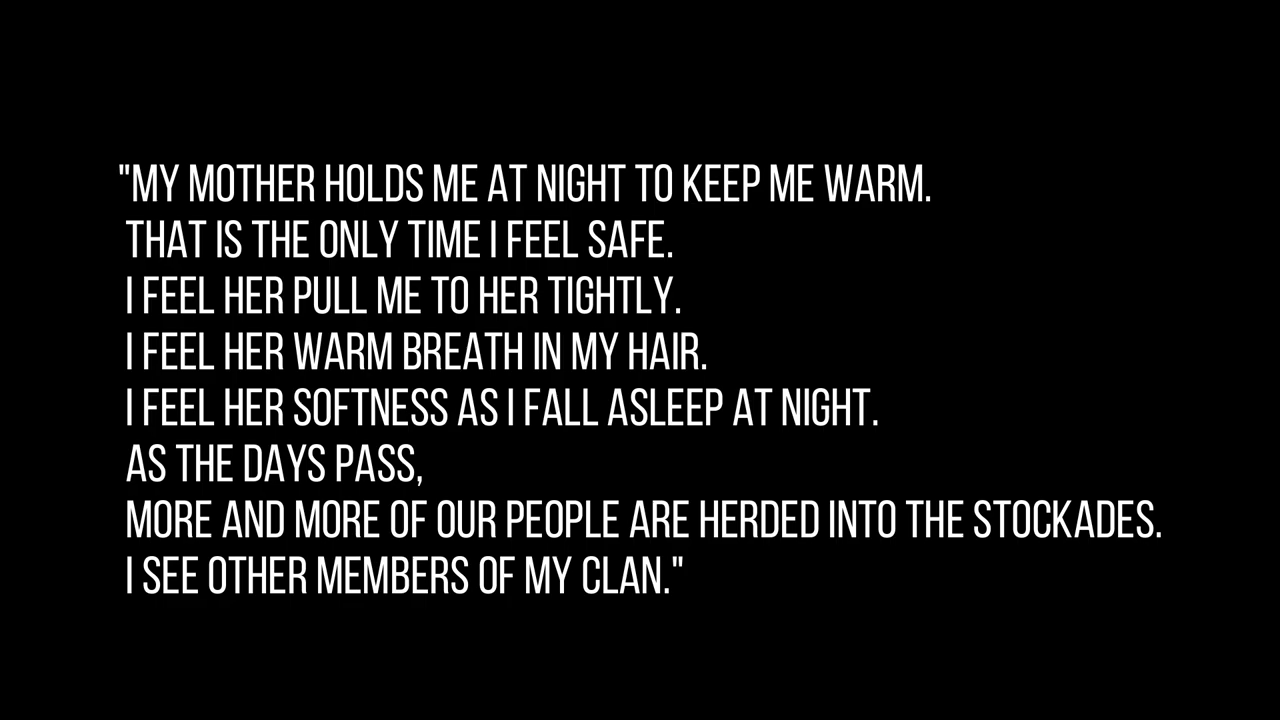 "MY MOTHER HOLDS ME AT NIGHT TO KEEP ME WARM.
THAT IS THE ONLY TIME I FEEL SAFE.
I FEEL HER PULL ME TO HER TIGHTLY.
I FEEL HER WARM BREATH IN MY HAIR.
I FEEL HER SOFTNESS AS I FALL ASLEEP AT NIGHT.
AS THE DAYS PASS,
MORE AND MORE OF OUR PEOPLE ARE HERDED INTO THE STOCKADES.
I SEE OTHER MEMBERS OF MY CLAN."